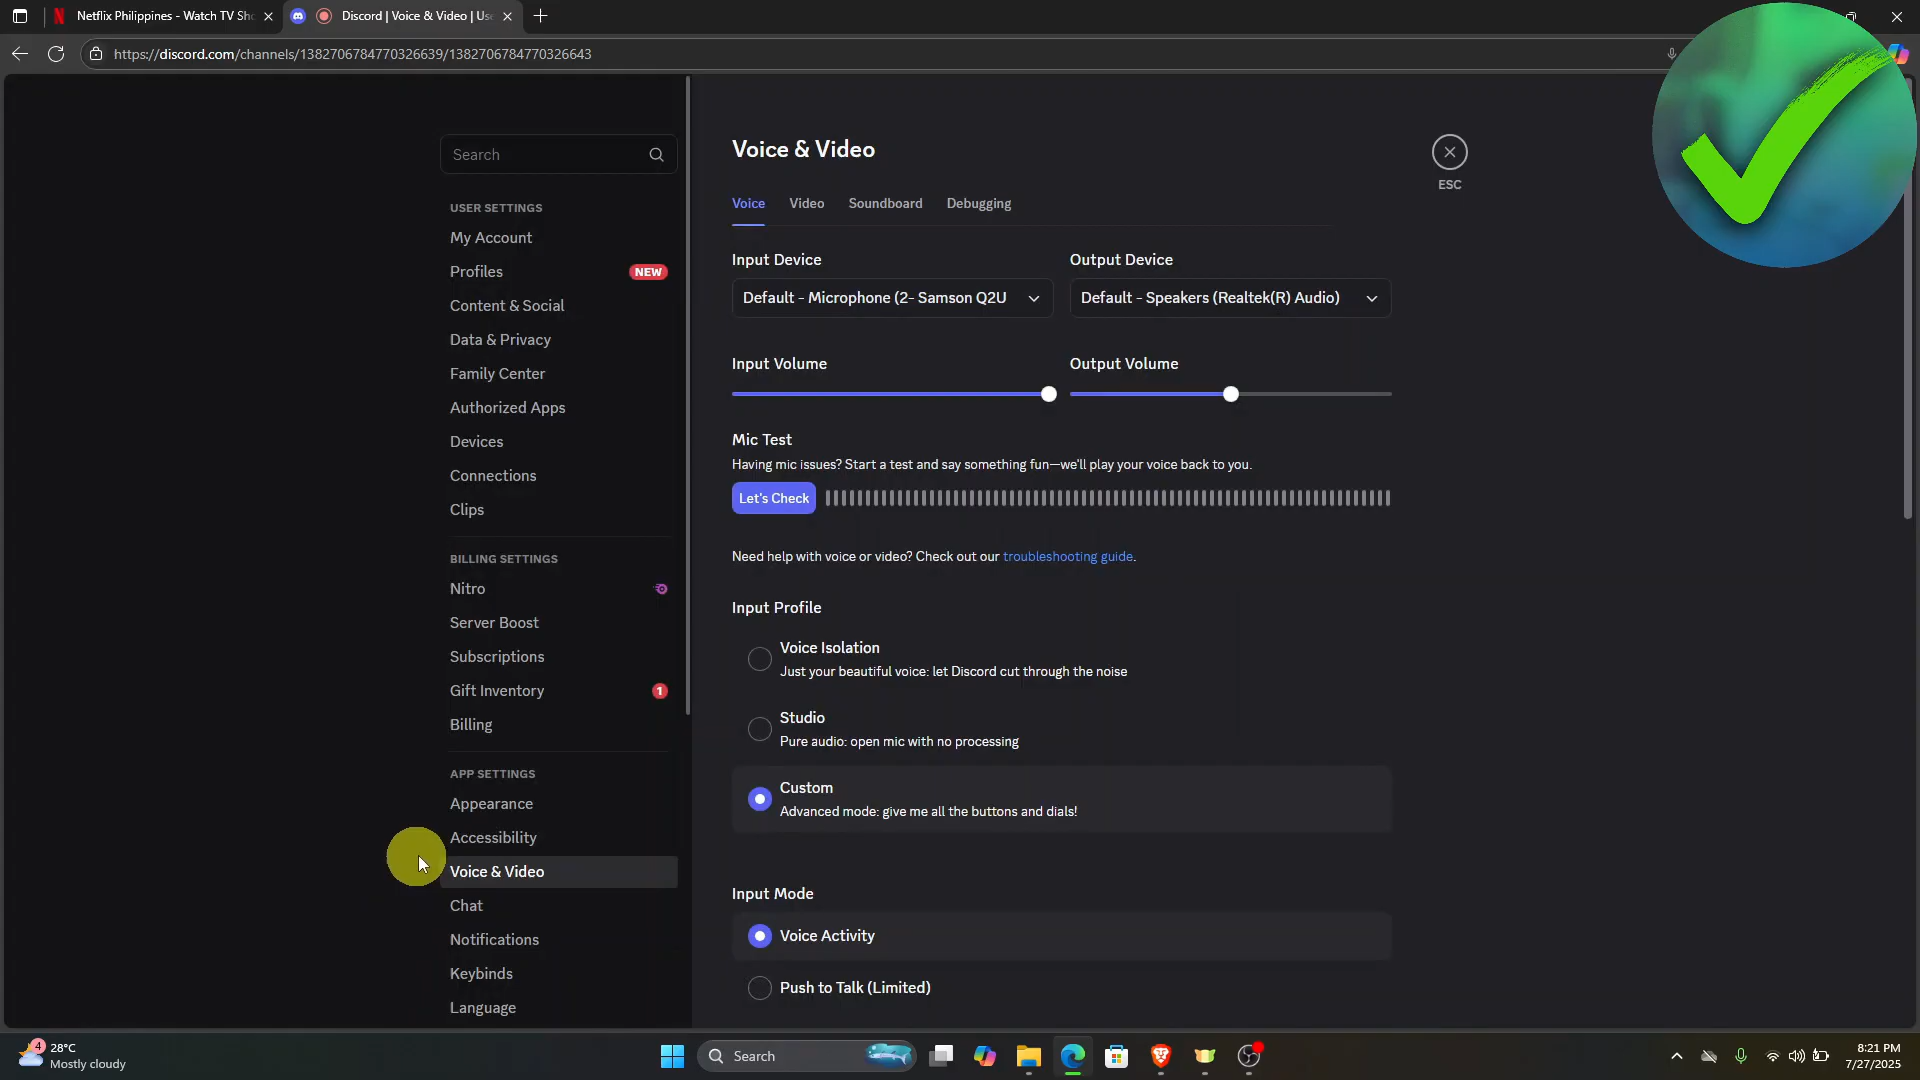 Netflix Philippines - Watch TV Sho
Discord | Voice & Video | Use
https://discord.com/channels/1382706784770326639/1382706784770326643
Search
USER SETTINGS
My Account
Profiles
NEW
Content & Social
Data & Privacy
Family Center
Authorized Apps
Devices
Connections
Clips
BILLING SETTINGS
Nitro
Server Boost
Subscriptions
Gift Inventory
1
Billing
APP SETTINGS
Appearance
Accessibility
Voice & Video
Chat
Notifications
Keybinds
Language
Voice & Video
ESC
Voice
Video
Soundboard
Debugging
Input Device
Output Device
Default - Microphone (2- Samson Q2U
Default - Speakers (Realtek(R) Audio)
Input Volume
Output Volume
Mic Test
Having mic issues? Start a test and say something fun—we'll play your voice back to you.
Let's Check
Need help with voice or video? Check out our troubleshooting guide.
Input Profile
Voice Isolation
Just your beautiful voice: let Discord cut through the noise
Studio
Pure audio: open mic with no processing
Custom
Advanced mode: give me all the buttons and dials!
Input Mode
Voice Activity
Push to Talk (Limited)
4
28°C
Mostly cloudy
Search
8:21 PM
7/27/2025